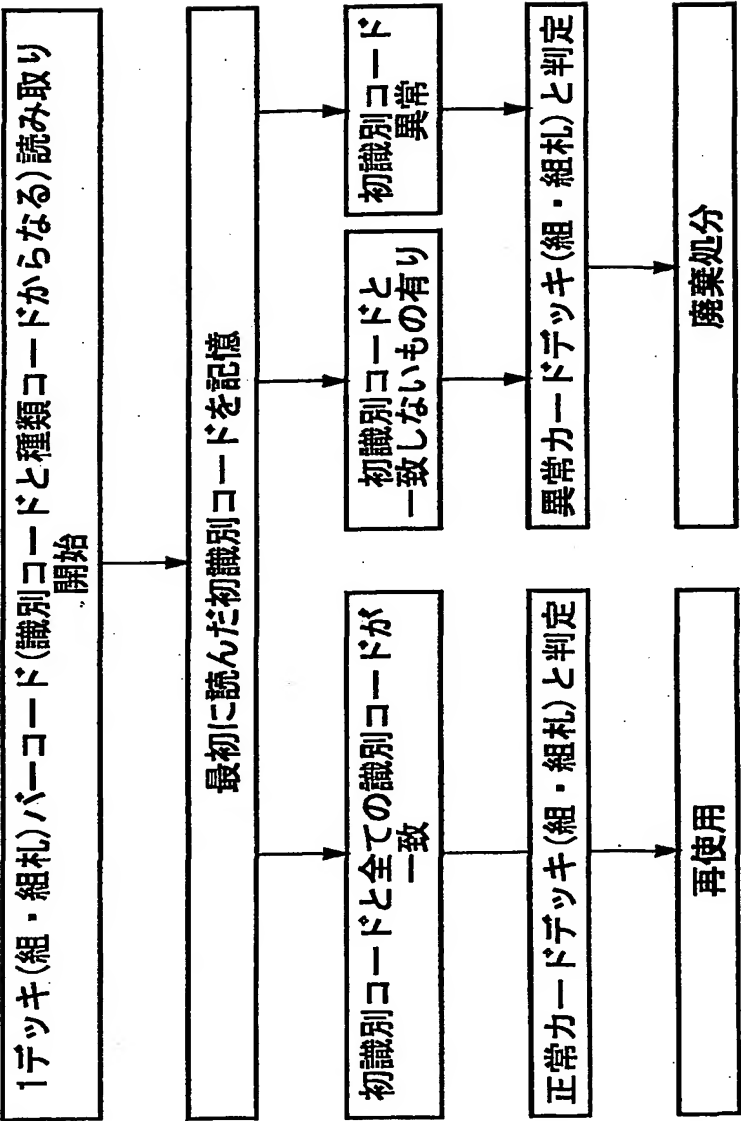 1デッキ(組・組札)バーコード(識別コードと種類コードからなる)読み取り
開始
最初に読んだ初識別コードを記憶
初識別コードと全ての識別コードが
一致
初識別コードと
一致しないもの有り
初識別コード
異常
正常カードデッキ(組・組札)と判定
異常カードデッキ(組・組札)と判定
再使用
廃棄処分